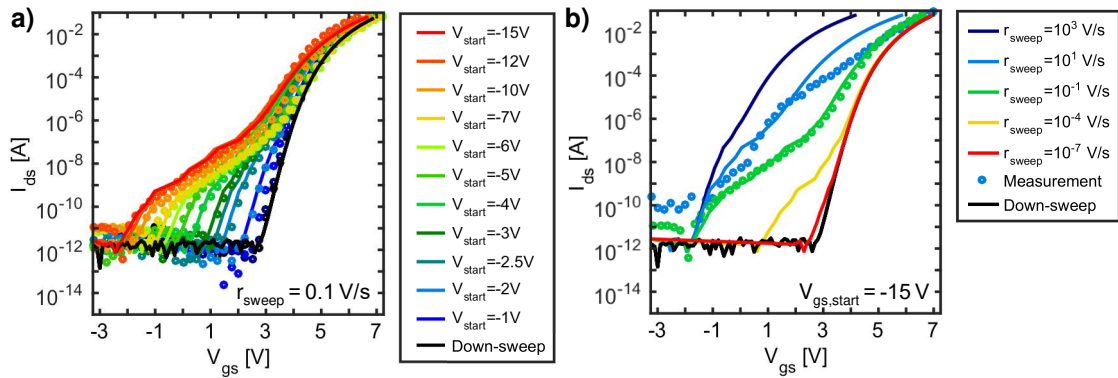 a)
I_ds [A]
10^-2
10^-4
10^-6
10^-8
10^-10
10^-12
10^-14
r_sweep = 0.1 V/s
-3 -1 1 3 5 7
V_gs [V]
V_start=-15V
V_start=-12V
V_start=-10V
V_start=-7V
V_start=-6V
V_start=-5V
V_start=-4V
V_start=-3V
V_start=-2.5V
V_start=-2V
V_start=-1V
Down-sweep
b)
I_ds [A]
10^-2
10^-4
10^-6
10^-8
10^-10
10^-12
10^-14
V_gs,start = -15 V
-3 -1 1 3 5 7
V_gs [V]
r_sweep=10^3 V/s
r_sweep=10^1 V/s
r_sweep=10^-1 V/s
r_sweep=10^-4 V/s
r_sweep=10^-7 V/s
Measurement
Down-sweep